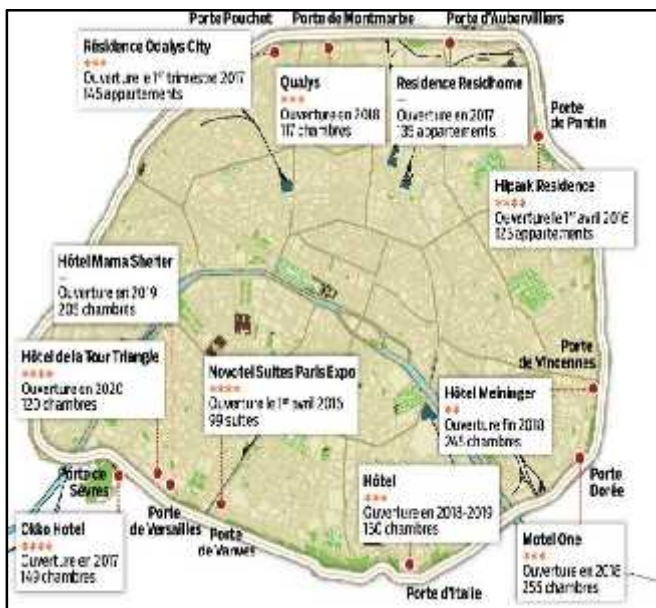 Porte Pouchet
Porte de Montmartre
Porte d'Aubervilliers
Résidence Odalys City
***
Ouverture le 1er trimestre 2017
145 appartements
Qualys
***
Ouverture en 2018
117 chambres
Residence Residhome
–
Ouverture en 2017
135 appartements
Porte
de Pantin
Hipark Residence
****
Ouverture le 1er avril 2016
125 appartements
Hôtel Mama Shelter
–
Ouverture en 2019
205 chambres
Hôtel de la Tour Triangle
****
Ouverture en 2020
120 chambres
Novotel Suites Paris Expo
****
Ouverture le 1er avril
99 suites
Porte
de Vincennes
Hôtel Meininger
**
Ouverture fin 2018
chambres
Porte de
Sèvres
Okko Hotel
****
Ouverture en 2017
149 chambres
Porte
de Versailles
Porte
de Vanves
Hôtel
***
Ouverture en 2018-2019
chambres
Porte d'Italie
Porte
Dorée
Motel One
***
Ouverture en 2018
255 chambres